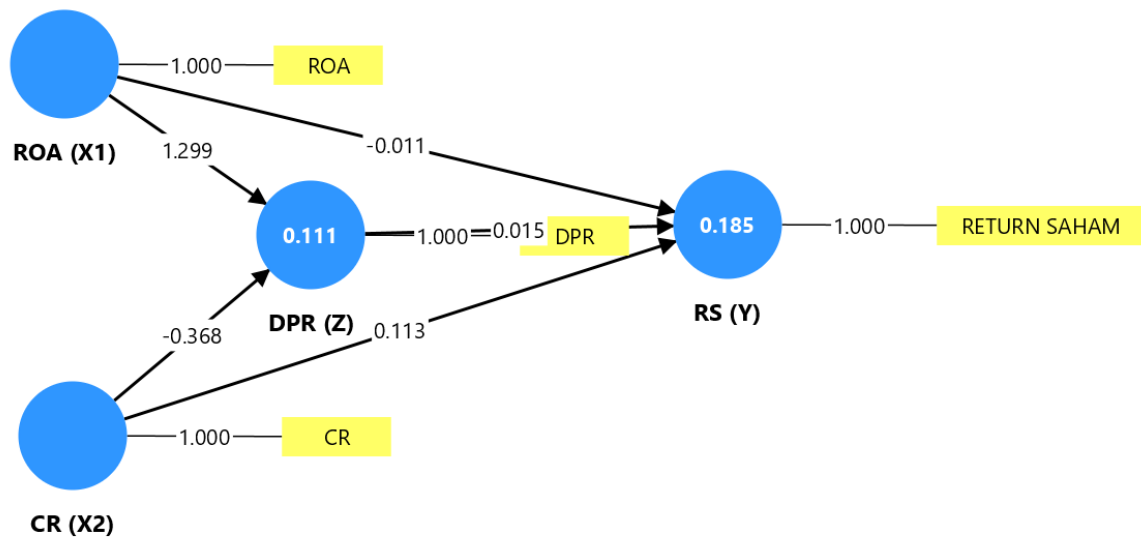 1.000
ROA
ROA (X1)
-0.011
1.299
0.111
1.000
0.015
DPR
0.185
1.000
RETURN SAHAM
DPR (Z)
RS (Y)
-0.368
0.113
1.000
CR
CR (X2)